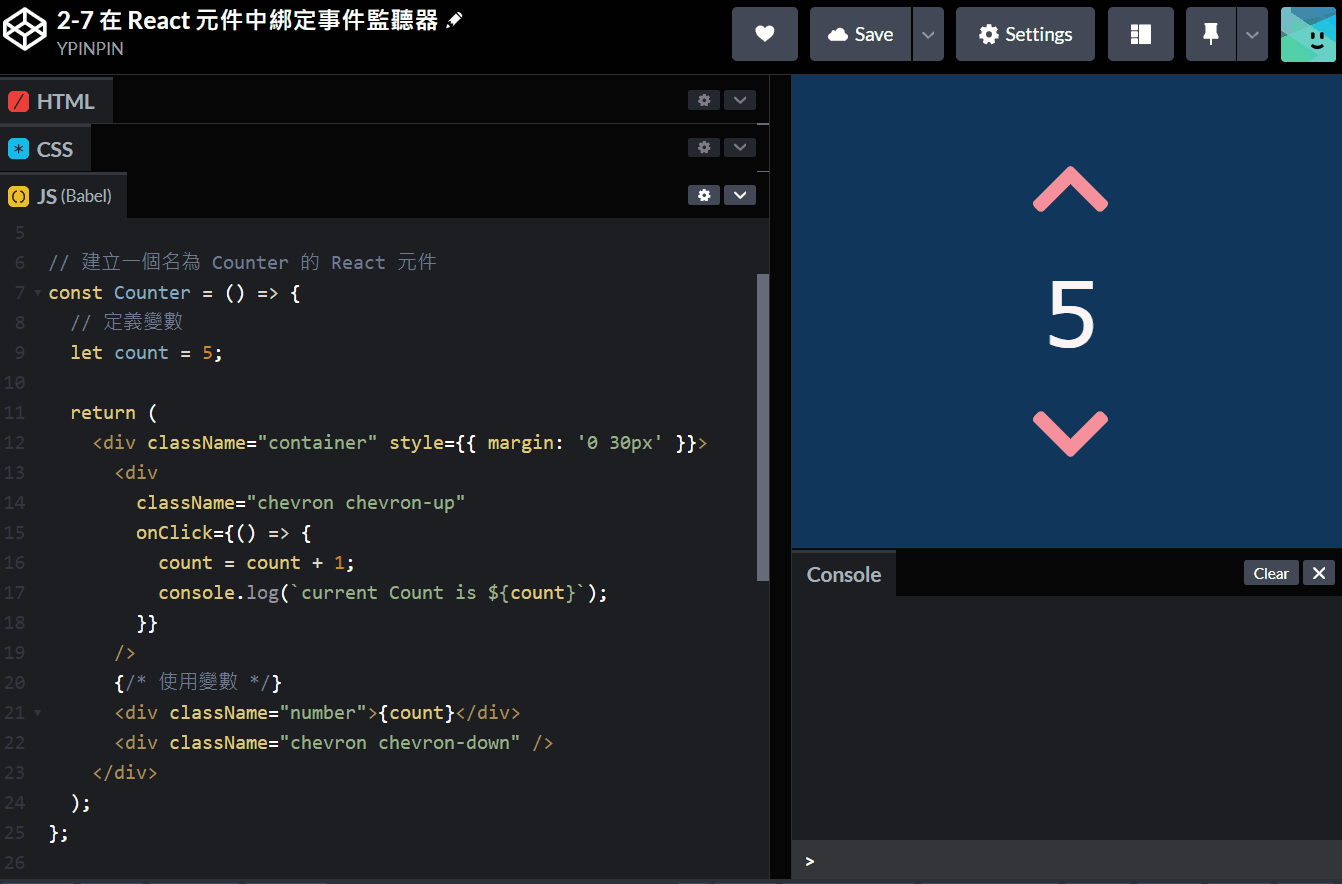 2-7 在 React 元件中綁定事件監聽器
YPINPIN
Save
Settings
HTML
CSS
JS (Babel)
5
6 // 建立一個名為 Counter 的 React 元件
7 const Counter = () => {
8 // 定義變數
9 let count = 5;
10
11 return (
12 <div className="container" style={{ margin: '0 30px' }}>
13 <div
14 className="chevron chevron-up"
15 onClick={() => {
16 count = count + 1;
17 console.log(`current Count is ${count}`);
18 }}
19 />
20 {/* 使用變數 */}
21 <div className="number">{count}</div>
22 <div className="chevron chevron-down" />
23 </div>
24 );
25 };
26
5
Console
Clear
>